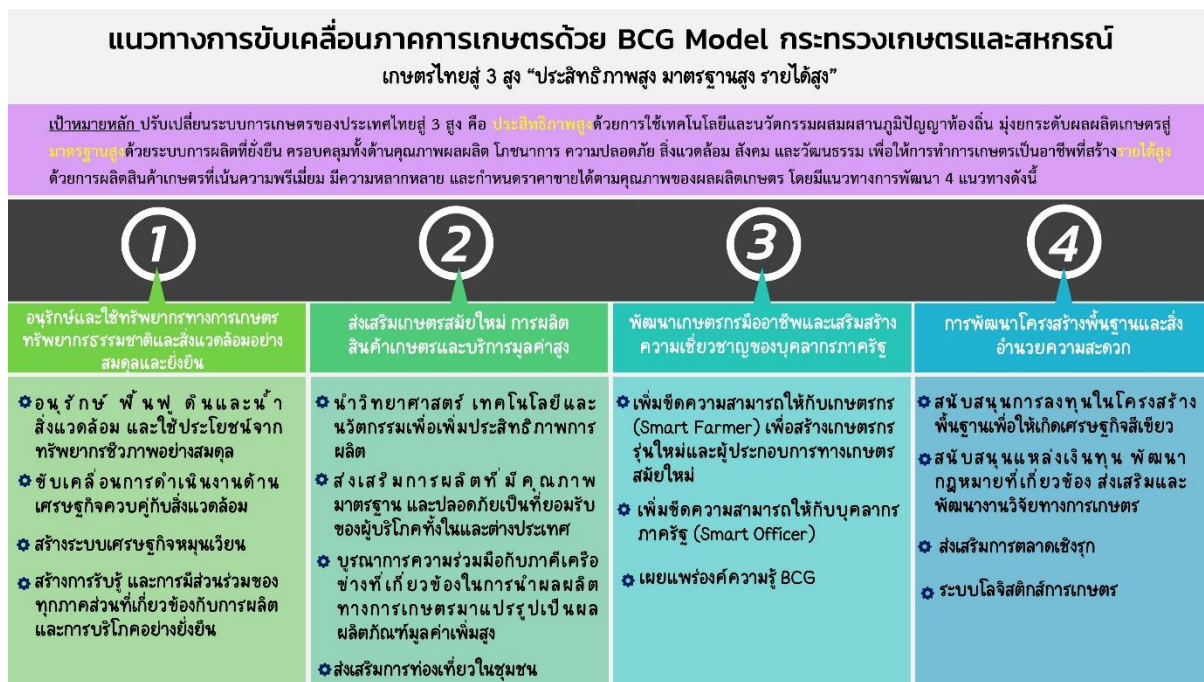 แนวทางการขับเคลื่อนภาคการเกษตรด้วย BCG Model กระทรวงเกษตรและสหกรณ์
เกษตรไทยสู่ 3 สูง “ประสิทธิภาพสูง มาตรฐานสูง รายได้สูง”
เป้าหมายหลัก ปรับเปลี่ยนระบบการเกษตรของประเทศไทยสู่ 3 สูง คือ ประสิทธิภาพสูงด้วยการใช้เทคโนโลยีและนวัตกรรมผสมผสานภูมิปัญญาท้องถิ่น มุ่งยกระดับผลผลิตเกษตรสู่
มาตรฐานสูงด้วยระบบการผลิตที่ยั่งยืน ครอบคลุมทั้งด้านคุณภาพผลผลิต โภชนาการ ความปลอดภัย สิ่งแวดล้อม สังคม และวัฒนธรรม เพื่อให้การทำการเกษตรเป็นอาชีพที่สร้างรายได้สูง
ด้วยการผลิตสินค้าเกษตรที่เน้นความพรีเมี่ยม มีความหลากหลาย และกำหนดราคาขายได้ตามคุณภาพของผลผลิตเกษตร โดยมีแนวทางการพัฒนา 4 แนวทางดังนี้
1
อนุรักษ์และใช้ทรัพยากรทางการเกษตร
ทรัพยากรธรรมชาติและสิ่งแวดล้อมอย่าง
สมดุลและยั่งยืน
อนุรักษ์ ฟื้นฟู ดินและน้ำ
สิ่งแวดล้อม และใช้ประโยชน์จาก
ทรัพยากรชีวภาพอย่างสมดุล
ขับเคลื่อนการดำเนินงานด้าน
เศรษฐกิจควบคู่กับสิ่งแวดล้อม
สร้างระบบเศรษฐกิจหมุนเวียน
สร้างการรับรู้ และการมีส่วนร่วมของ
ทุกภาคส่วนที่เกี่ยวข้องกับการผลิต
และการบริโภคอย่างยั่งยืน
2
ส่งเสริมเกษตรสมัยใหม่ การผลิต
สินค้าเกษตรและบริการมูลค่าสูง
นำวิทยาศาสตร์ เทคโนโลยีและ
นวัตกรรมเพื่อเพิ่มประสิทธิภาพการ
ผลิต
ส่งเสริมการผลิตที่มีคุณภาพ
มาตรฐาน และปลอดภัยเป็นที่ยอมรับ
ของผู้บริโภคทั้งในและต่างประเทศ
บูรณาการความร่วมมือกับภาคีเครือ
ข่างที่เกี่ยวข้องในการนำผลผลิต
ทางการเกษตรมาแปรรูปเป็นผล
ผลิตภัณฑ์มูลค่าเพิ่มสูง
ส่งเสริมการท่องเที่ยวในชุมชน
3
พัฒนาเกษตรกรมืออาชีพและเสริมสร้าง
ความเชี่ยวชาญของบุคลากรภาครัฐ
เพิ่มขีดความสามารถให้กับเกษตรกร
(Smart Farmer) เพื่อสร้างเกษตรกร
รุ่นใหม่และผู้ประกอบการทางเกษตร
สมัยใหม่
เพิ่มขีดความสามารถให้กับบุคลากร
ภาครัฐ (Smart Officer)
เผยแพร่องค์ความรู้ BCG
4
การพัฒนาโครงสร้างพื้นฐานและสิ่ง
อำนวยความสะดวก
สนับสนุนการลงทุนในโครงสร้าง
พื้นฐานเพื่อให้เกิดเศรษฐกิจสีเขียว
สนับสนุนแหล่งเงินทุน พัฒนา
กฎหมายที่เกี่ยวข้อง ส่งเสริมและ
พัฒนางานวิจัยทางการเกษตร
ส่งเสริมการตลาดเชิงรุก
ระบบโลจิสติกส์การเกษตร